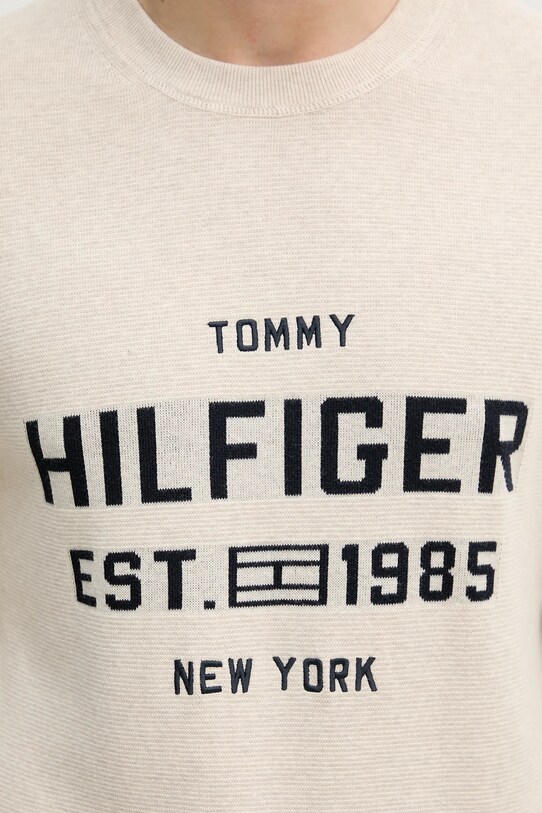 TOMMY
HILFIGER
EST. 1985
NEW YORK